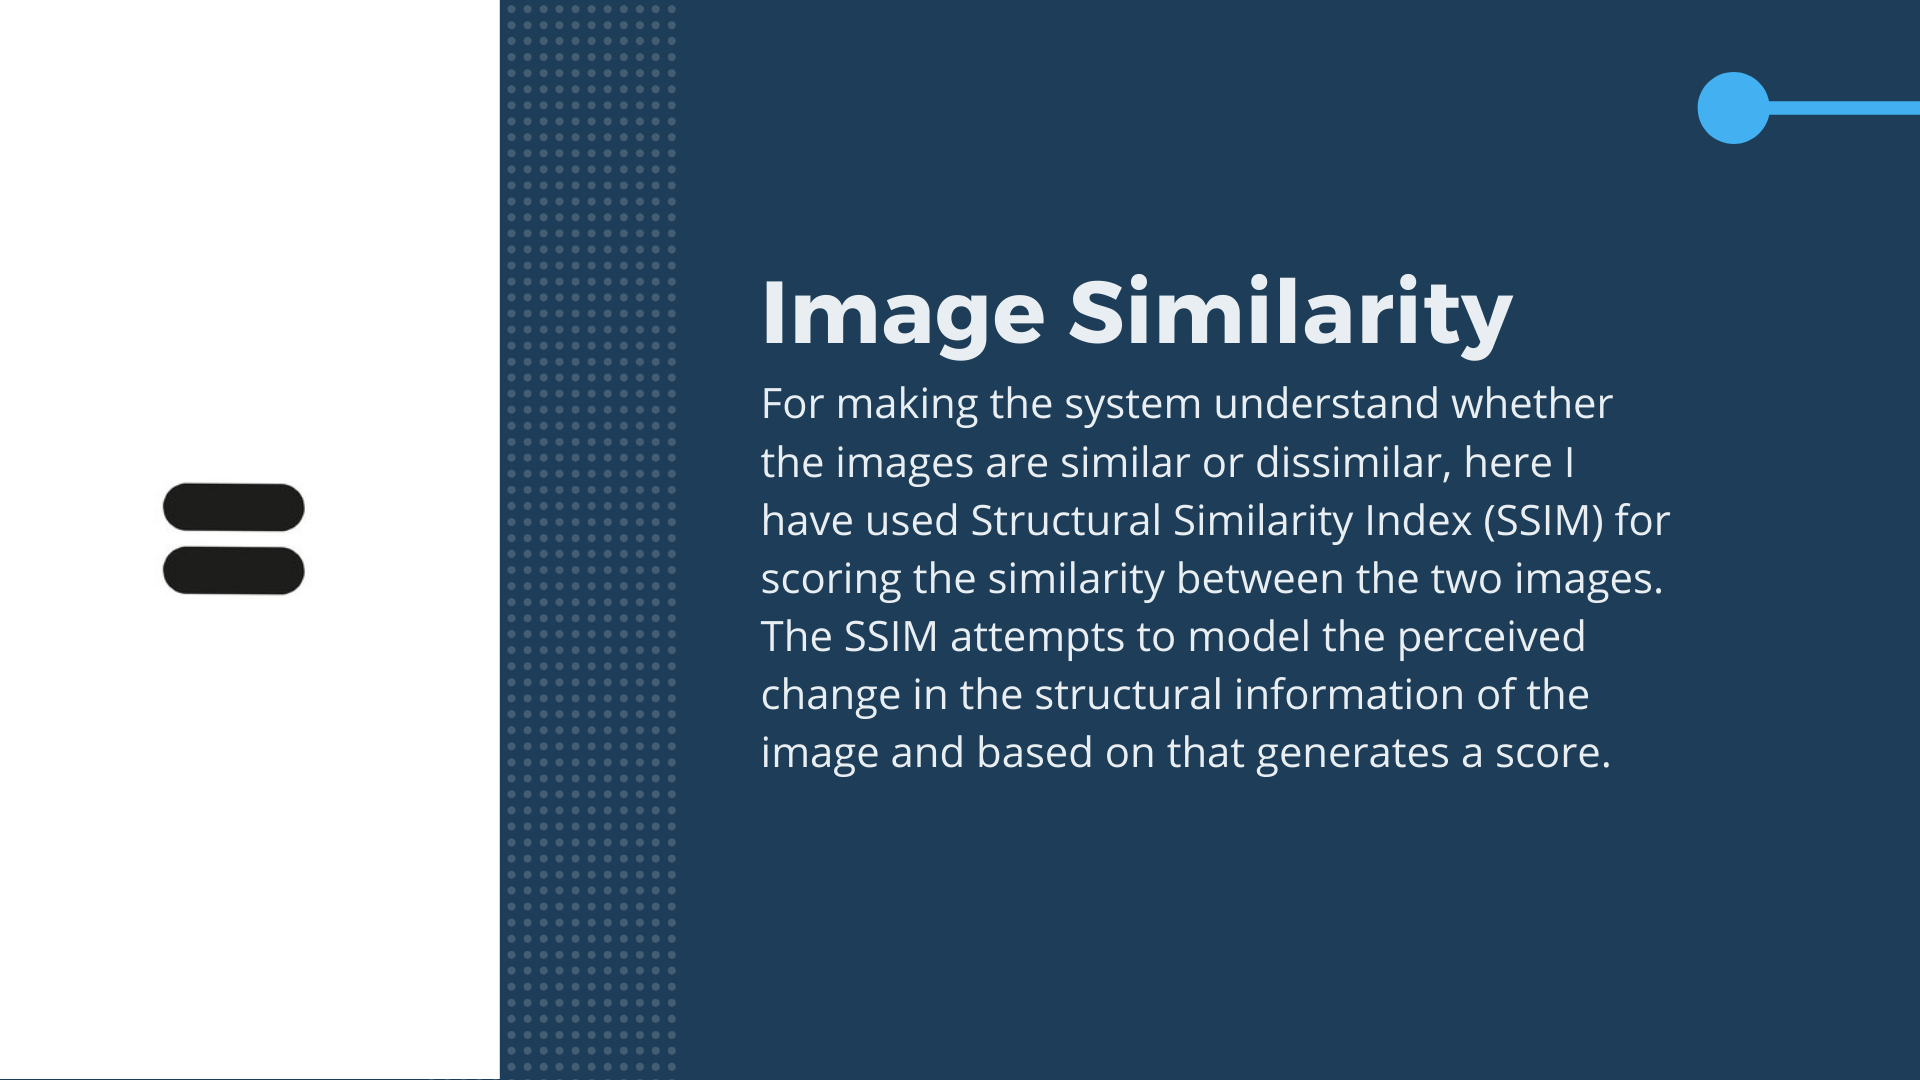 Image Similarity
For making the system understand whether
the images are similar or dissimilar, here I
have used Structural Similarity Index (SSIM) for
scoring the similarity between the two images.
The SSIM attempts to model the perceived
change in the structural information of the
image and based on that generates a score.